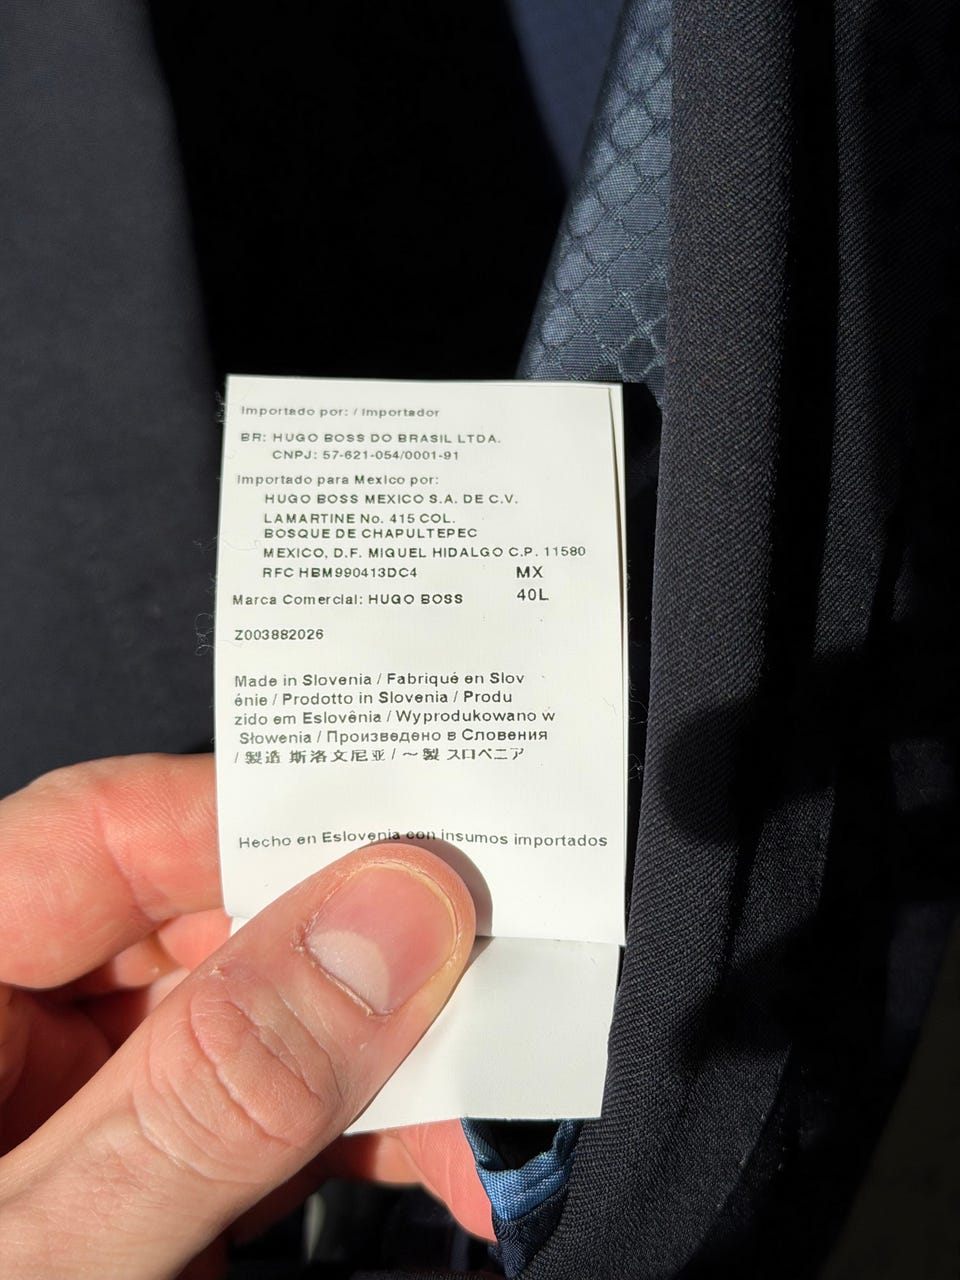 Importado por: / Importador
BR: HUGO BOSS DO BRASIL LTDA.
CNPJ: 57-621-054/0001-91
Importado para Mexico por:
HUGO BOSS MEXICO S.A. DE C.V.
LAMARTINE No. 415 COL.
BOSQUE DE CHAPULTEPEC
MEXICO, D.F. MIGUEL HIDALGO C.P. 11580
RFC HBM990413DC4 MX
Marca Comercial: HUGO BOSS 40L
Z003882026
Made in Slovenia / Fabriqué en Slov
énie / Prodotto in Slovenia / Produ
zido em Eslovênia / Wyprodukowano w
Słowenia / Произведено в Словения
/ 製造 斯洛文尼亚 / ～製 スロベニア
Hecho en Eslovenia con insumos importados